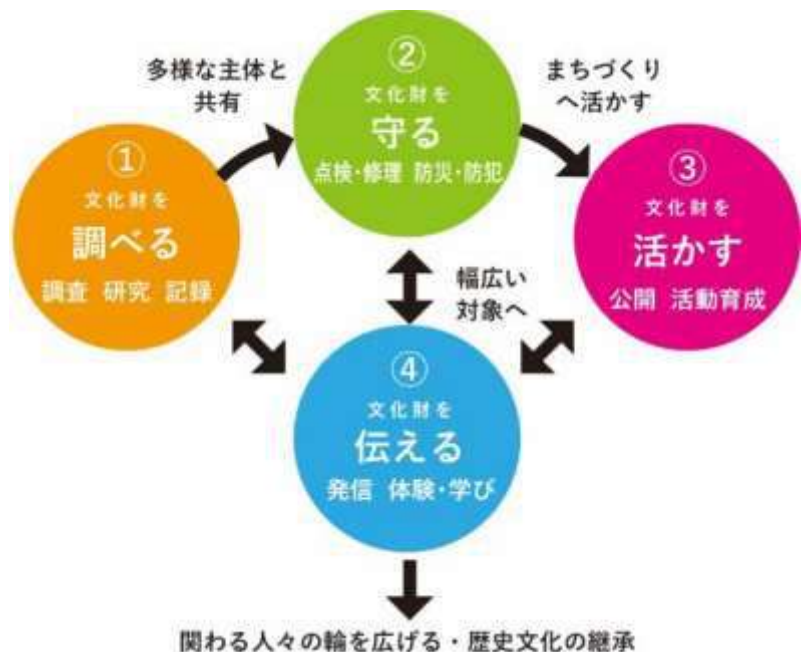 多様な主体と
共有
②
文化財を
守る
点検・修理 防災・防犯
まちづくり
へ活かす
①
文化財を
調べる
調査 研究 記録
③
文化財を
活かす
公開 活動育成
幅広い
対象へ
④
文化財を
伝える
発信 体験・学び
関わる人々の輪を広げる・歴史文化の継承